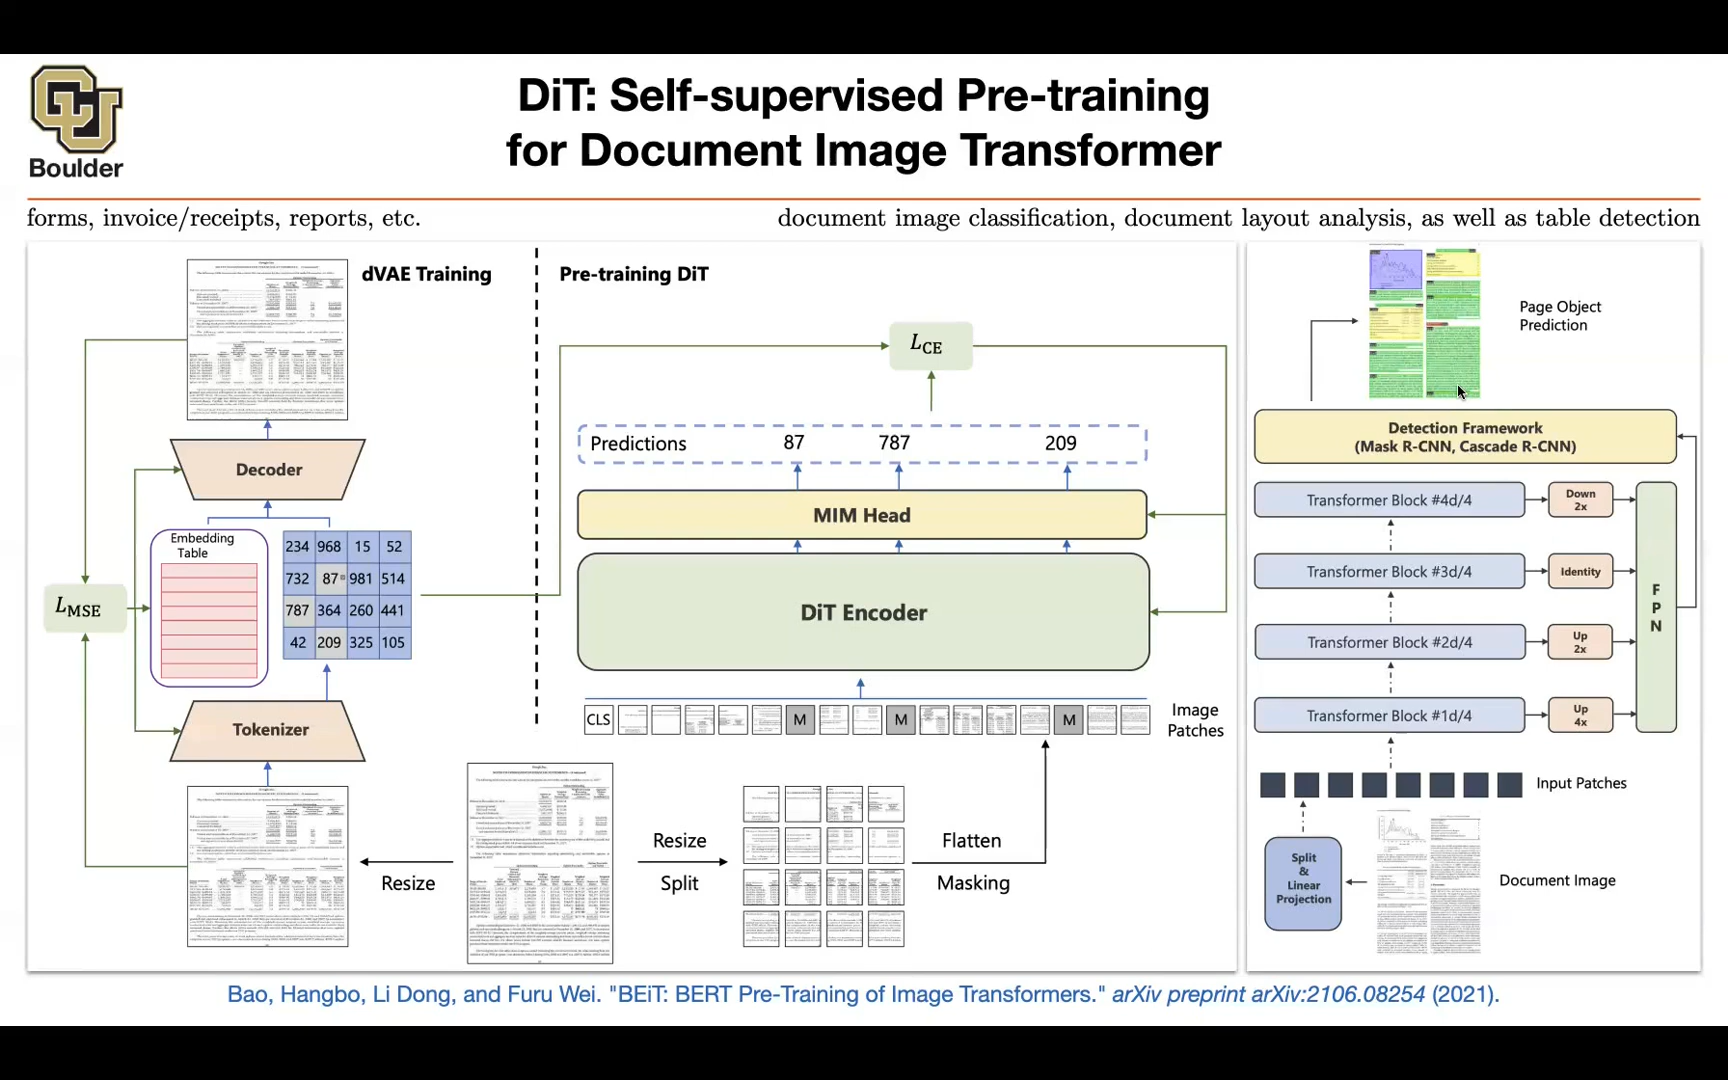 DiT: Self-supervised Pre-training
for Document Image Transformer
Boulder
forms, invoice/receipts, reports, etc.
document image classification, document layout analysis, as well as table detection
dVAE Training
Decoder
Embedding
Table
234 968 15 52
732 87 981 514
787 364 260 441
42 209 325 105
L_MSE
Tokenizer
Resize
Resize
Split
Flatten
Masking
Pre-training DiT
L_CE
Predictions 87 787 209
MIM Head
DiT Encoder
CLS M M M
Image
Patches
Page Object
Prediction
Detection Framework
(Mask R-CNN, Cascade R-CNN)
Transformer Block #4d/4
Down
2x
Transformer Block #3d/4
Identity
Transformer Block #2d/4
Up
2x
Transformer Block #1d/4
Up
4x
F
P
N
Input Patches
Split
&
Linear
Projection
Document Image
Bao, Hangbo, Li Dong, and Furu Wei. "BEiT: BERT Pre-Training of Image Transformers." arXiv preprint arXiv:2106.08254 (2021).